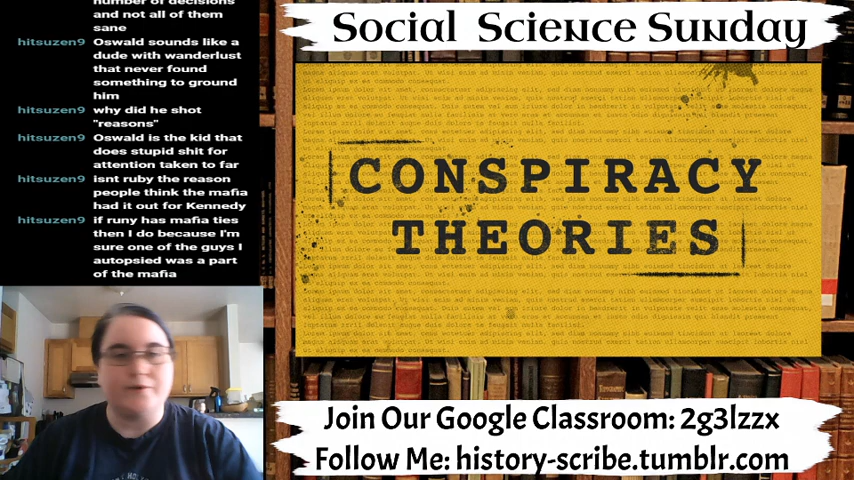 number of decisions
and not all of them
sane
hitsuzen9 Oswald sounds like a
dude with wanderlust
that never found
something to ground
him
hitsuzen9 why did he shot
"reasons"
hitsuzen9 Oswald is the kid that
does stupid shit for
attention taken to far
hitsuzen9 isnt ruby the reason
people think the mafia
had it out for Kennedy
hitsuzen9 if runy has mafia ties
then I do because I'm
sure one of the guys I
autopsied was a part
of the mafia
Social Science Sunday
CONSPIRACY
THEORIES
Join Our Google Classroom: 2g3lzzx
Follow Me: history-scribe.tumblr.com